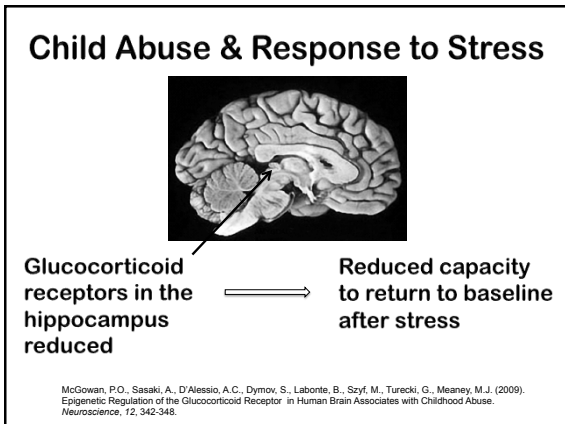 Child Abuse & Response to Stress
Glucocorticoid
receptors in the
hippocampus
reduced
Reduced capacity
to return to baseline
after stress
McGowan, P.O., Sasaki, A., D'Alessio, A.C., Dymov, S., Labonte, B., Szyf, M., Turecki, G., Meaney, M.J. (2009).
Epigenetic Regulation of the Glucocorticoid Receptor in Human Brain Associates with Childhood Abuse.
Neuroscience, 12, 342-348.